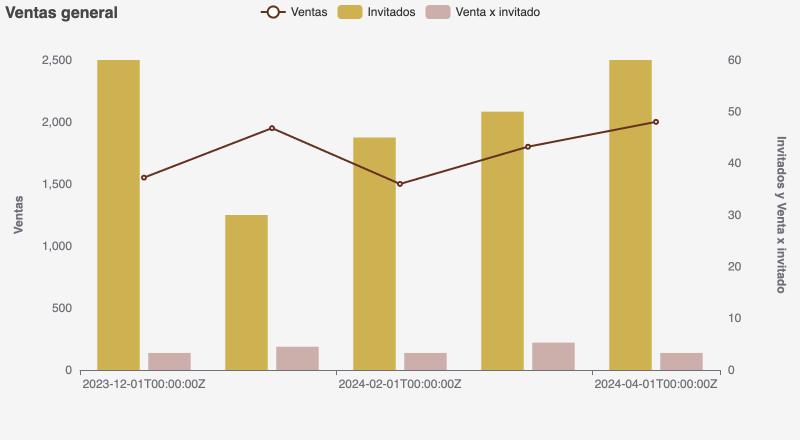 Ventas general
Ventas
Invitados
Venta x invitado
2,500
2,000
1,500
1,000
500
0
Ventas
60
50
40
30
20
10
0
Invitados y Venta x invitado
2023-12-01T00:00:00Z
2024-02-01T00:00:00Z
2024-04-01T00:00:00Z